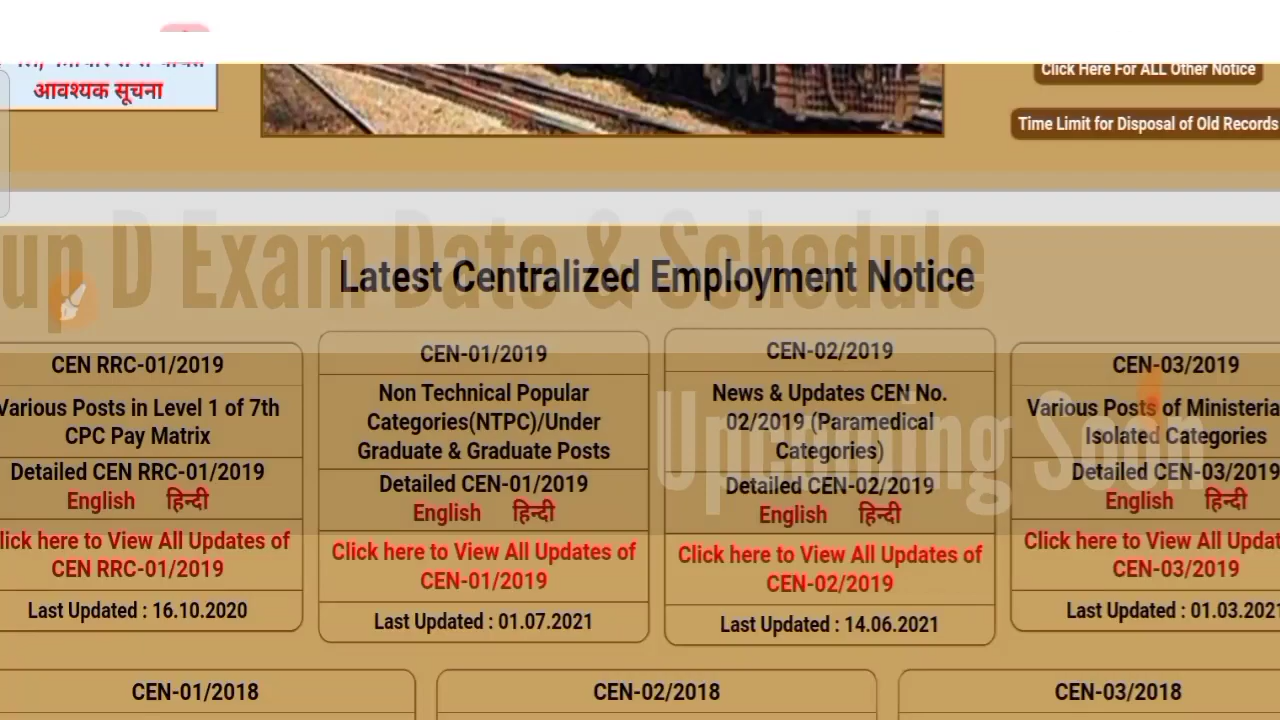 आवश्यक सूचना
Click Here For ALL Other Notice
Time Limit for Disposal of Old Records
up D Exam Date & Schedule
Latest Centralized Employment Notice
CEN RRC-01/2019
Various Posts in Level 1 of 7th
CPC Pay Matrix
Detailed CEN RRC-01/2019
English हिन्दी
lick here to View All Updates of
CEN RRC-01/2019
Last Updated : 16.10.2020
CEN-01/2019
Non Technical Popular
Categories(NTPC)/Under
Graduate & Graduate Posts
Detailed CEN-01/2019
English हिन्दी
Click here to View All Updates of
CEN-01/2019
Last Updated : 01.07.2021
CEN-02/2019
News & Updates CEN No.
02/2019 (Paramedical
Categories)
Detailed CEN-02/2019
English हिन्दी
Click here to View All Updates of
CEN-02/2019
Last Updated : 14.06.2021
CEN-03/2019
Various Posts of Ministeria
Isolated Categories
Detailed CEN-03/2019
English हिन्दी
Click here to View All Updat
CEN-03/2019
Last Updated : 01.03.2021
Upcoming Soon
CEN-01/2018
CEN-02/2018
CEN-03/2018